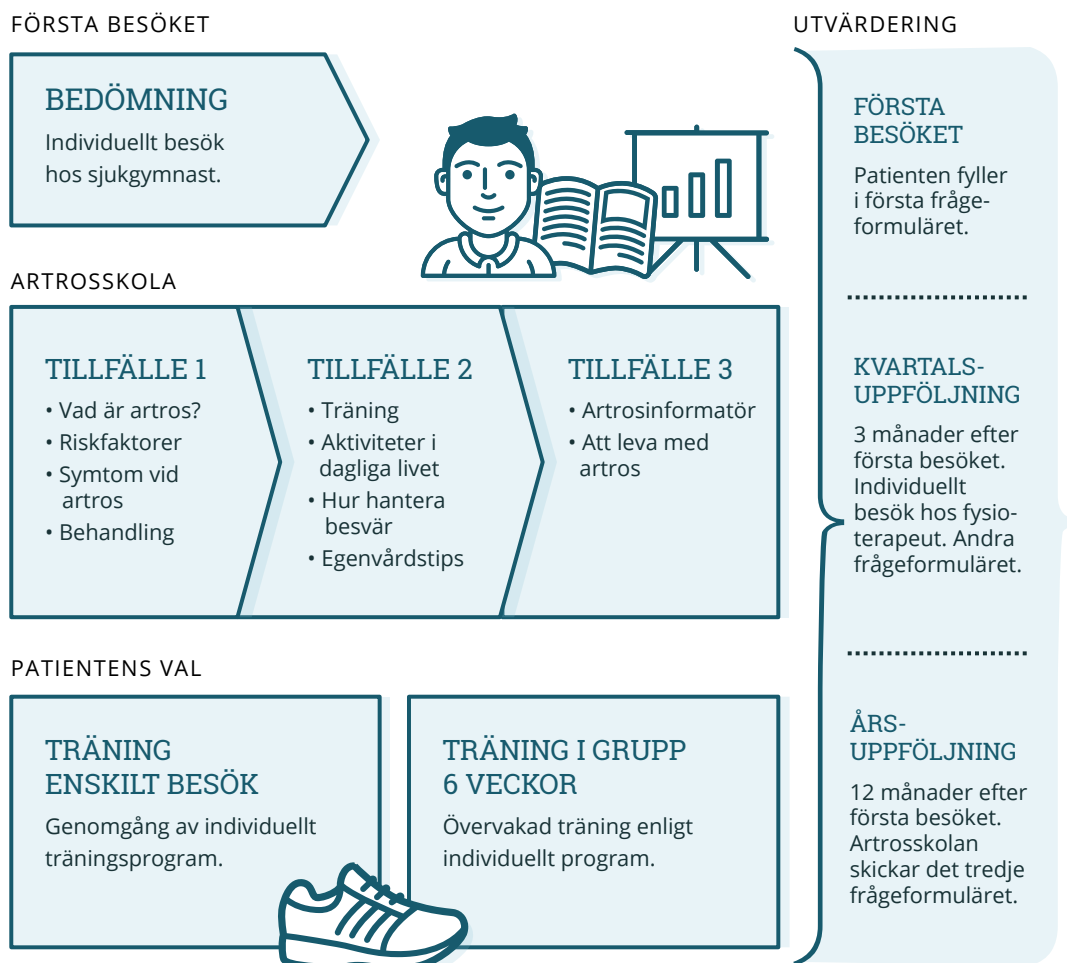 FÖRSTA BESÖKET
BEDÖMNING
Individuellt besök
hos sjukgymnast.
ARTROSSKOLA
TILLFÄLLE 1
• Vad är artros?
• Riskfaktorer
• Symtom vid
artros
• Behandling
TILLFÄLLE 2
• Träning
• Aktiviteter i
dagliga livet
• Hur hantera
besvär
• Egenvårdstips
TILLFÄLLE 3
• Artrosinformatör
• Att leva med
artros
PATIENTENS VAL
TRÄNING
ENSKILT BESÖK
Genomgång av individuellt
träningsprogram.
TRÄNING I GRUPP
6 VECKOR
Övervakad träning enligt
individuellt program.
UTVÄRDERING
FÖRSTA
BESÖKET
Patienten fyller
i första fråge-
formuläret.
KVARTALS-
UPPFÖLJNING
3 månader efter
första besöket.
Individuellt
besök hos fysio-
terapeut. Andra
frågeformuläret.
ÅRS-
UPPFÖLJNING
12 månader efter
första besöket.
Artrosskolan
skickar det tredje
frågeformuläret.